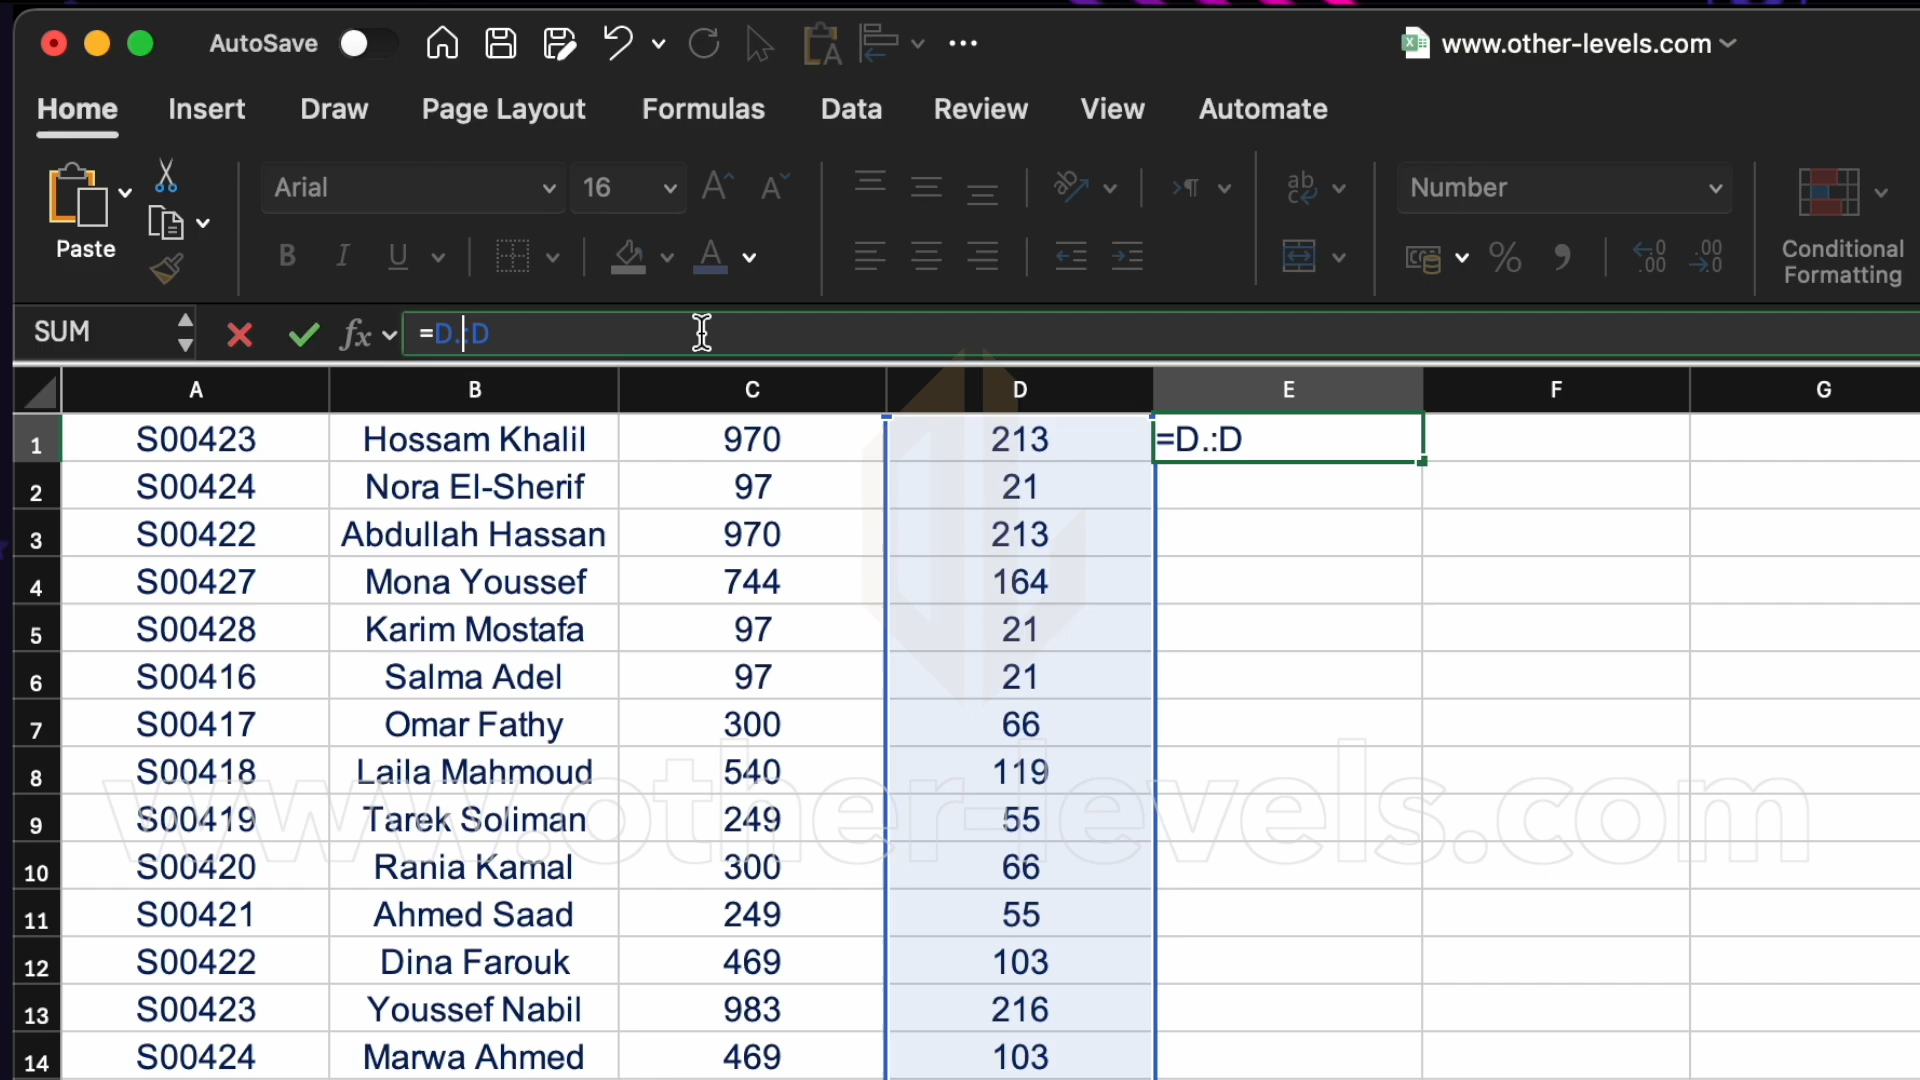 AutoSave
www.other-levels.com
Home Insert Draw Page Layout Formulas Data Review View Automate
Paste
Arial 16
Number
Conditional
Formatting
SUM fx =D.:D
A B C D E F G
1 S00423 Hossam Khalil 970 213 =D.:D
2 S00424 Nora El-Sherif 97 21
3 S00422 Abdullah Hassan 970 213
4 S00427 Mona Youssef 744 164
5 S00428 Karim Mostafa 97 21
6 S00416 Salma Adel 97 21
7 S00417 Omar Fathy 300 66
8 S00418 Laila Mahmoud 540 119
9 S00419 Tarek Soliman 249 55
10 S00420 Rania Kamal 300 66
11 S00421 Ahmed Saad 249 55
12 S00422 Dina Farouk 469 103
13 S00423 Youssef Nabil 983 216
14 S00424 Marwa Ahmed 469 103
www.other-levels.com